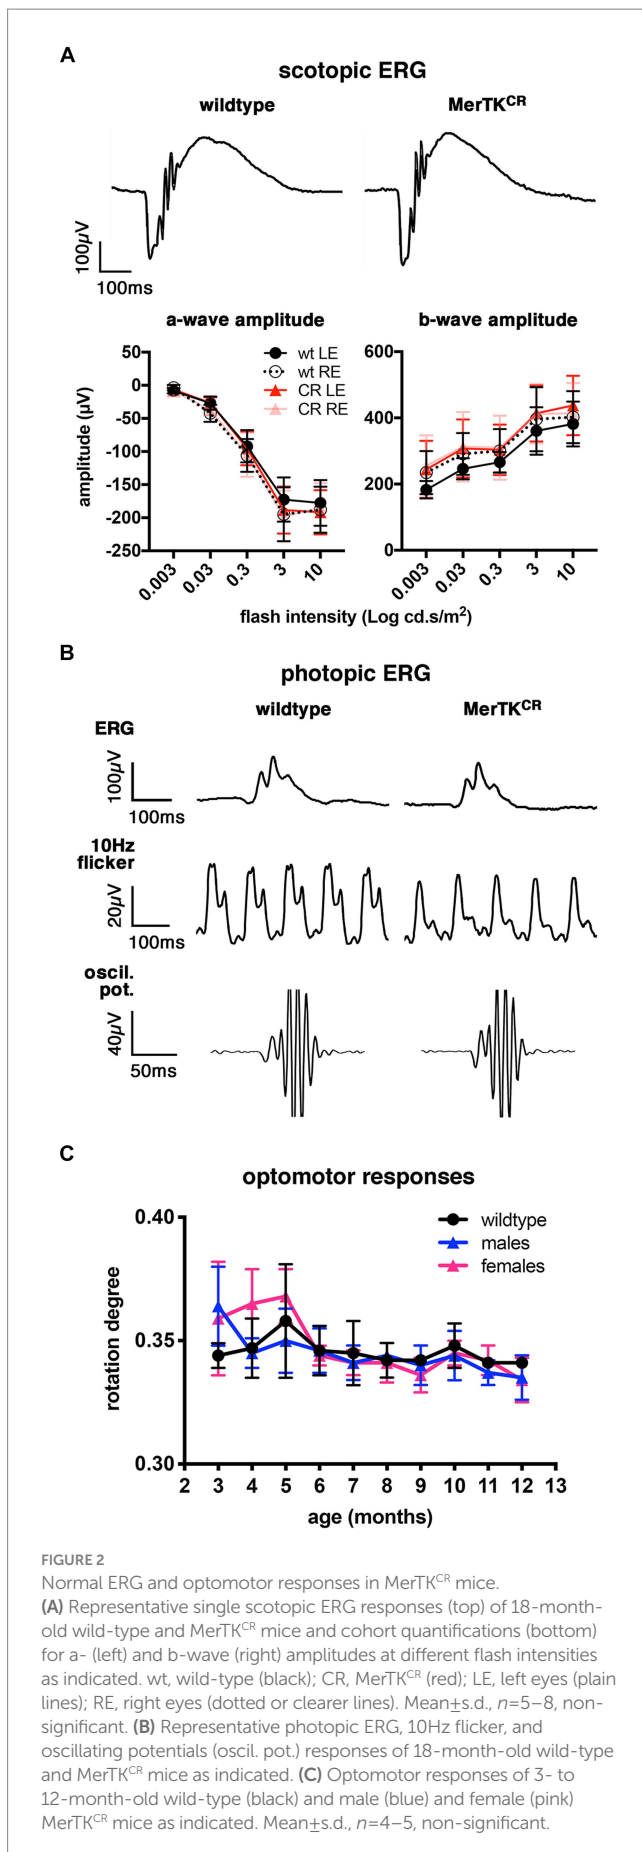 A
scotopic ERG
wildtype
MerTKCR
100µV
100ms
a-wave amplitude
b-wave amplitude
amplitude (µV)
50
0
-50
-100
-150
-200
-250
wt LE
wt RE
CR LE
CR RE
600
400
200
0
0.003
0.03
0.3
3
10
0.003
0.03
0.3
3
10
flash intensity (Log cd.s/m²)
B
photopic ERG
wildtype
MerTKCR
ERG
100µV
100ms
10Hz
flicker
20µV
100ms
oscil.
pot.
40µV
50ms
C
optomotor responses
rotation degree
0.40
0.35
0.30
wildtype
males
females
2 3 4 5 6 7 8 9 10 11 12 13
age (months)
FIGURE 2
Normal ERG and optomotor responses in MerTKCR mice.
(A) Representative single scotopic ERG responses (top) of 18-month-
old wild-type and MerTKCR mice and cohort quantifications (bottom)
for a- (left) and b-wave (right) amplitudes at different flash intensities
as indicated. wt, wild-type (black); CR, MerTKCR (red); LE, left eyes (plain
lines); RE, right eyes (dotted or clearer lines). Mean±s.d., n=5–8, non-
significant. (B) Representative photopic ERG, 10Hz flicker, and
oscillating potentials (oscil. pot.) responses of 18-month-old wild-type
and MerTKCR mice as indicated. (C) Optomotor responses of 3- to
12-month-old wild-type (black) and male (blue) and female (pink)
MerTKCR mice as indicated. Mean±s.d., n=4–5, non-significant.